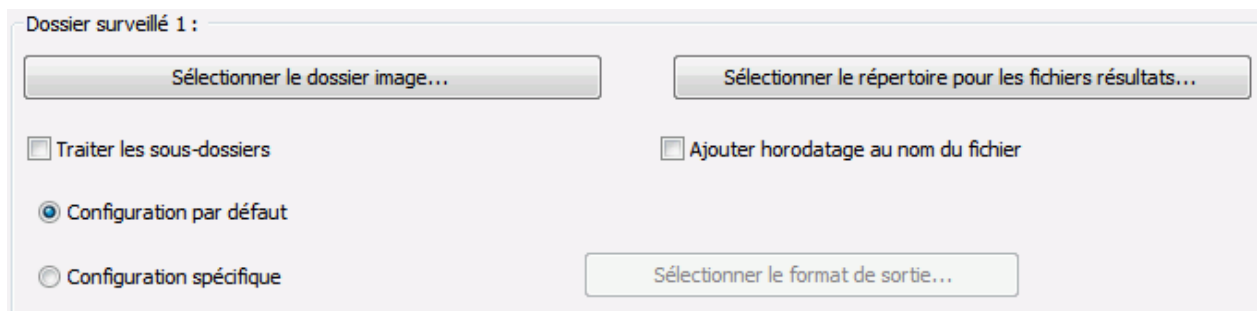 Dossier surveillé 1 :
Sélectionner le dossier image...
Sélectionner le répertoire pour les fichiers résultats...
Traiter les sous-dossiers
Ajouter horodatage au nom du fichier
Configuration par défaut
Configuration spécifique
Sélectionner le format de sortie...